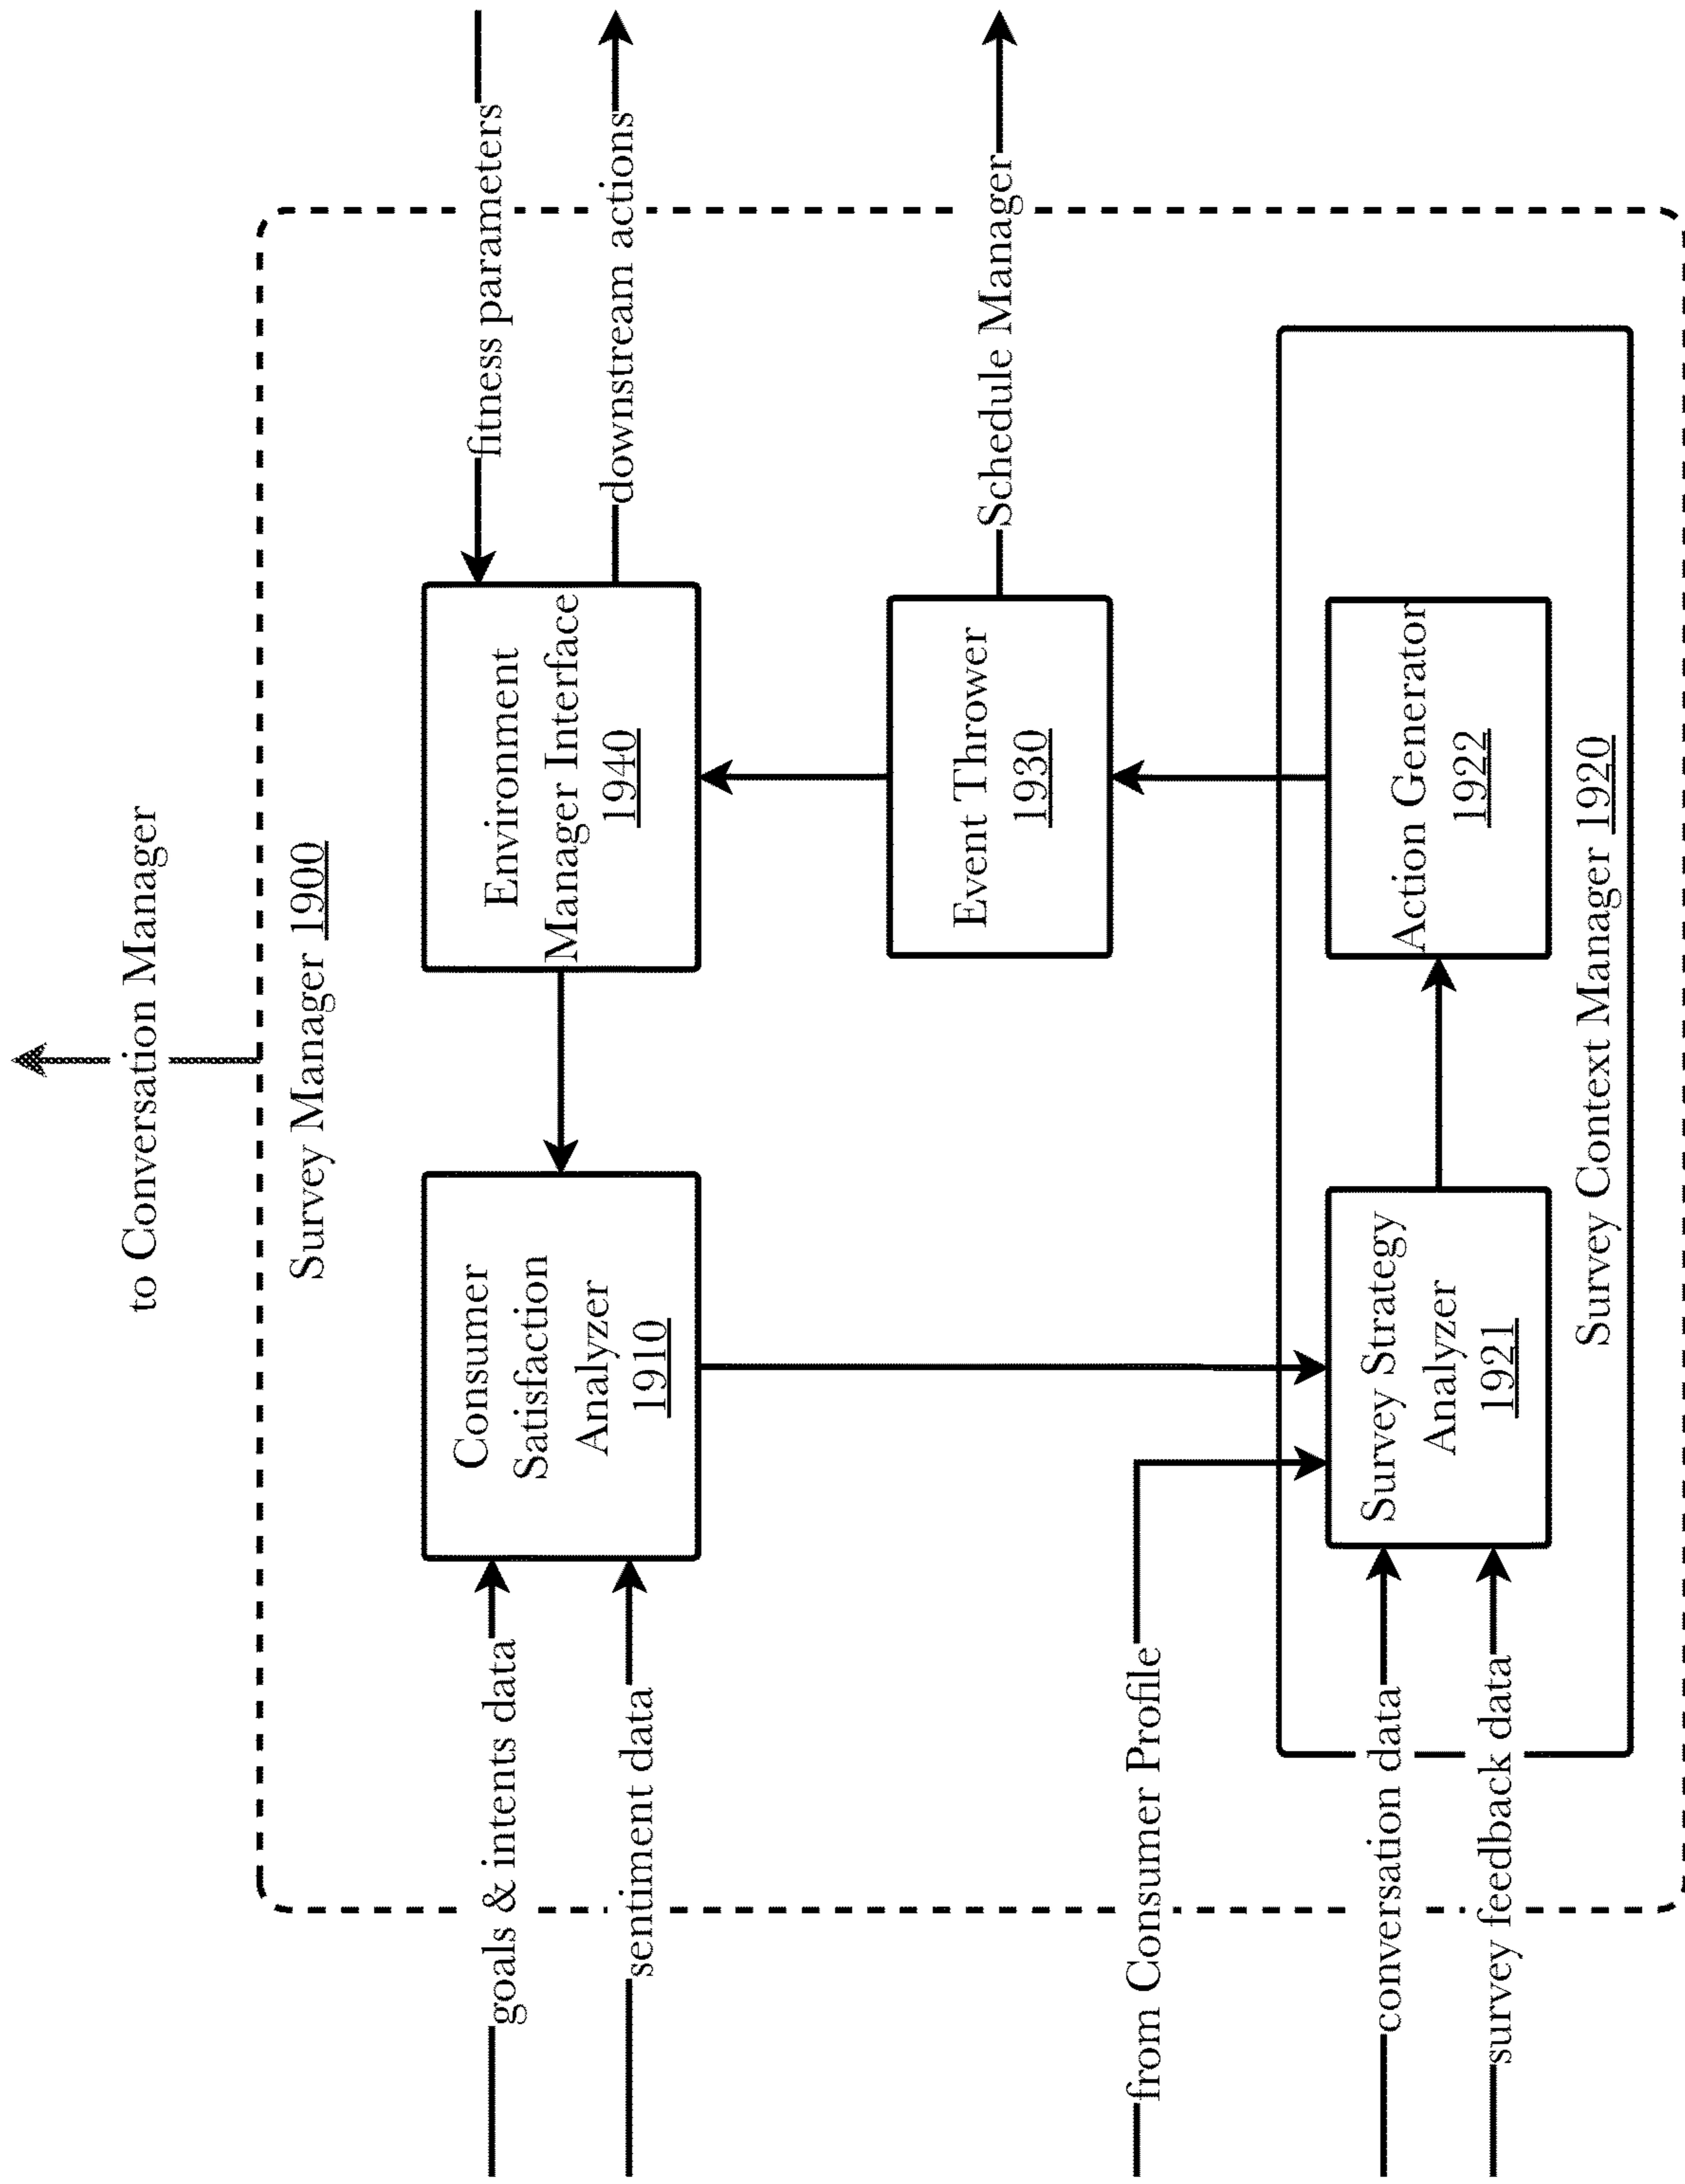 to Conversation Manager
Survey Manager 1900
goals & intents data
sentiment data
Consumer
Satisfaction
Analyzer
1910
Environment
Manager Interface
1940
fitness parameters
downstream actions
Event Thrower
1930
Schedule Manager
from Consumer Profile
conversation data
survey feedback data
Survey Strategy
Analyzer
1921
Action Generator
1922
Survey Context Manager 1920